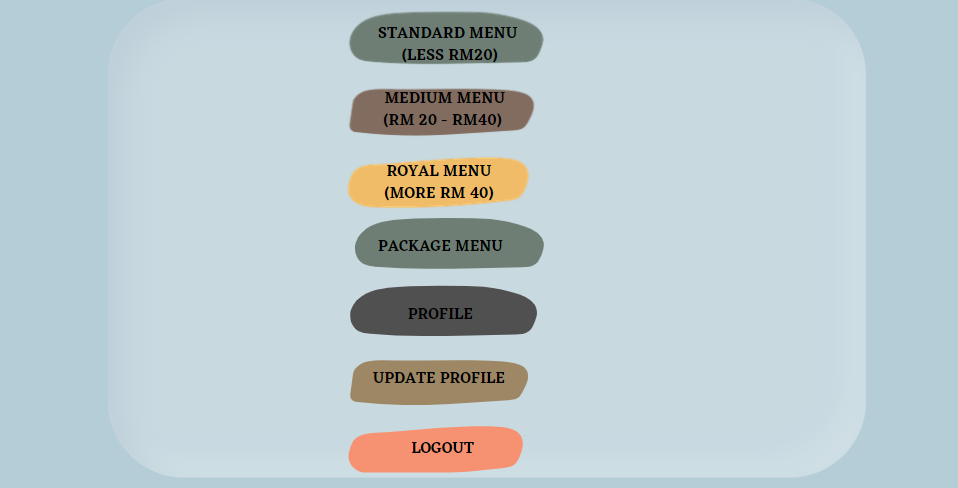 STANDARD MENU
(LESS RM20)
MEDIUM MENU
(RM 20 - RM40)
ROYAL MENU
(MORE RM 40)
PACKAGE MENU
PROFILE
UPDATE PROFILE
LOGOUT